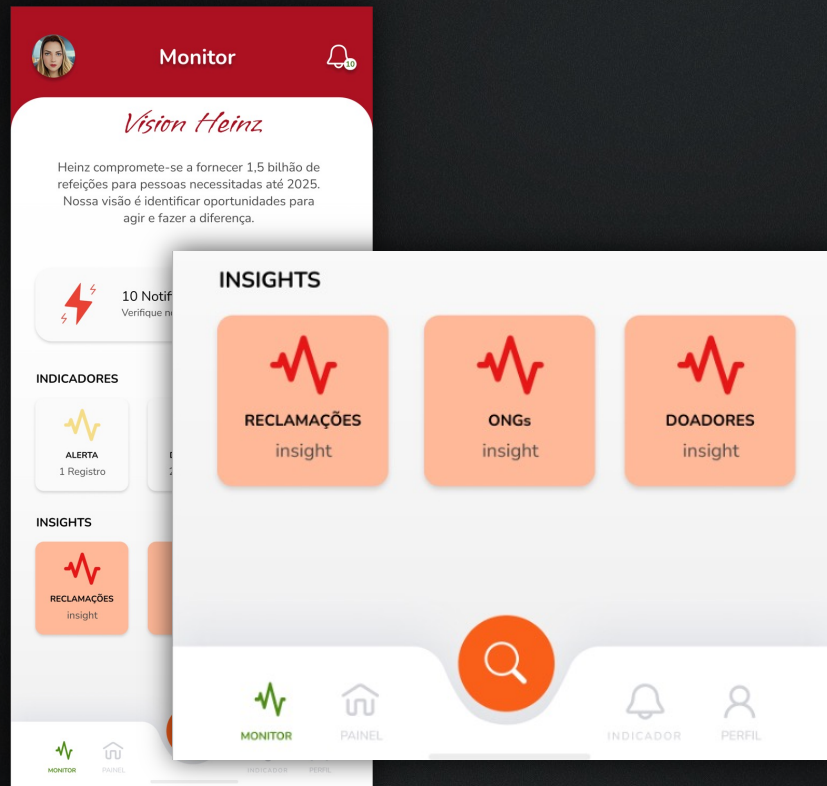 Monitor
10
Vision Heinz
Heinz compromete-se a fornecer 1,5 bilhão de
refeições para pessoas necessitadas até 2025.
Nossa visão é identificar oportunidades para
agir e fazer a diferença.
10 Notif
Verifique
INDICADORES
ALERTA
1 Registro
INSIGHTS
RECLAMAÇÕES
insight
MONITOR
PAINEL
INDICADOR
PERFIL
INSIGHTS
RECLAMAÇÕES
insight
ONGs
insight
DOADORES
insight
MONITOR
PAINEL
INDICADOR
PERFIL